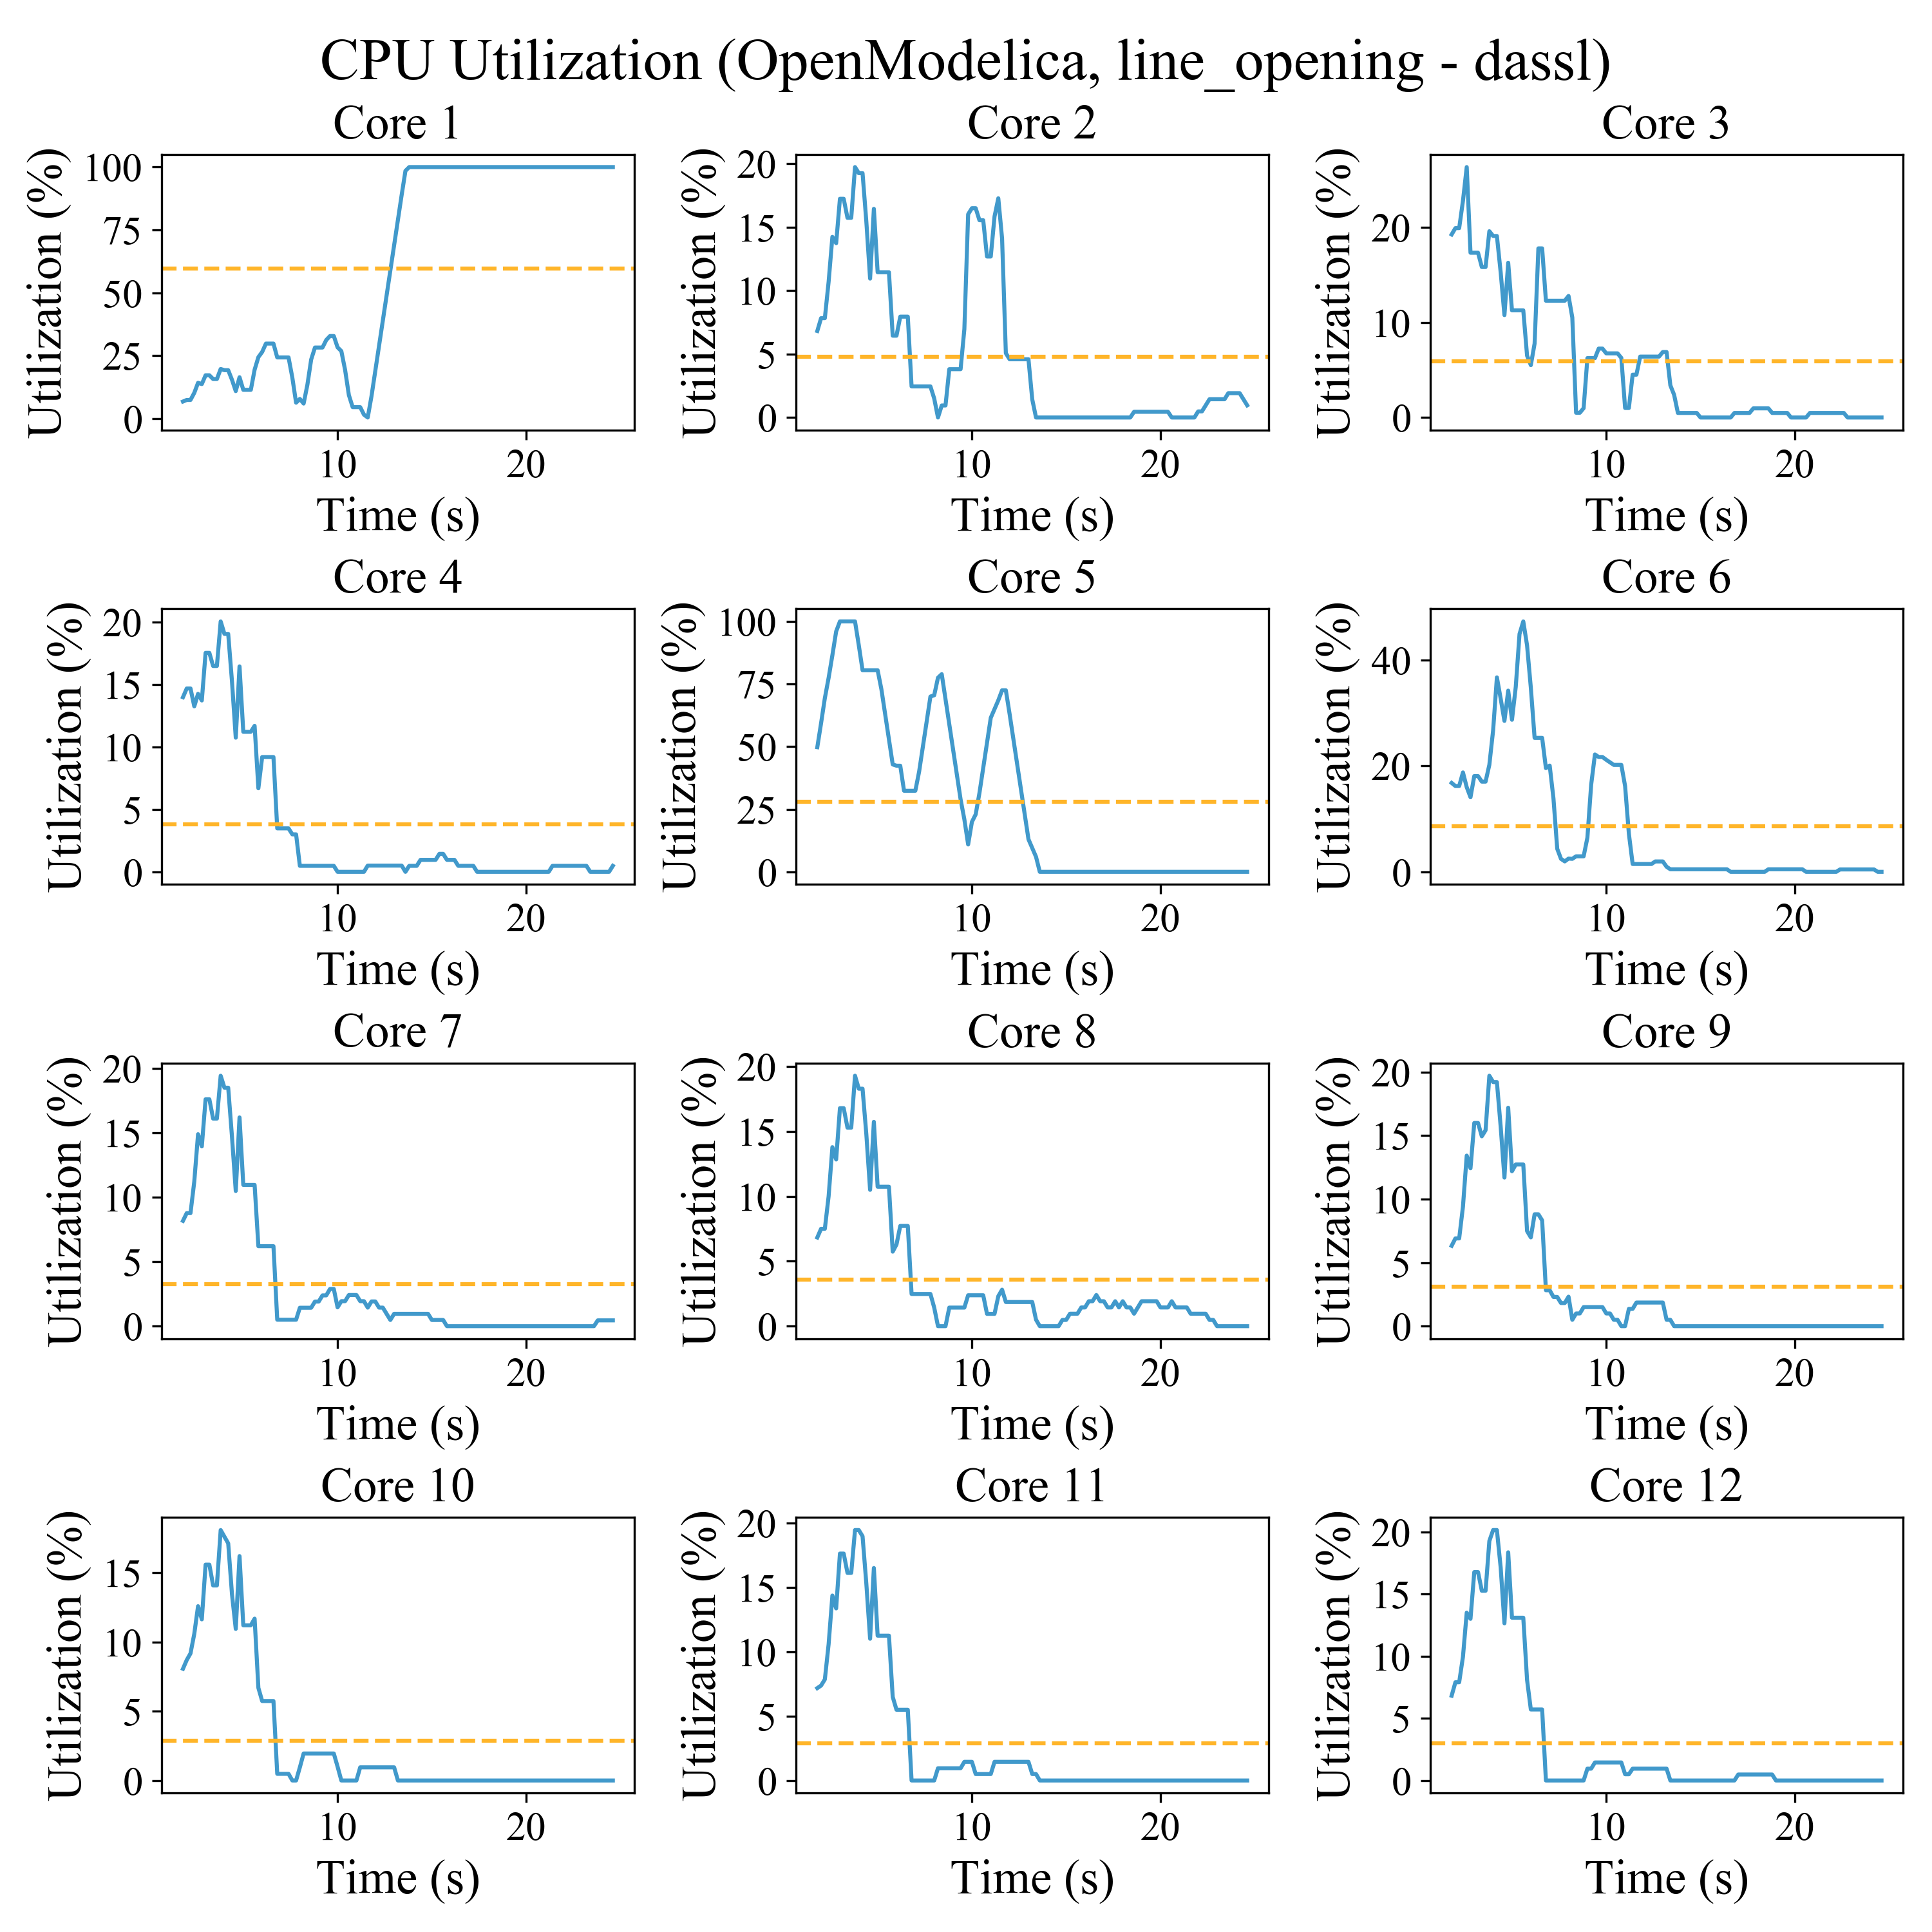 CPU Utilization (OpenModelica, line_opening - dassl)
Core 1
Utilization (%)
100
75
50
25
0
10 20
Time (s)
Core 2
Utilization (%)
20
15
10
5
0
10 20
Time (s)
Core 3
Utilization (%)
20
10
0
10 20
Time (s)
Core 4
Utilization (%)
20
15
10
5
0
10 20
Time (s)
Core 5
Utilization (%)
100
75
50
25
0
10 20
Time (s)
Core 6
Utilization (%)
40
20
0
10 20
Time (s)
Core 7
Utilization (%)
20
15
10
5
0
10 20
Time (s)
Core 8
Utilization (%)
20
15
10
5
0
10 20
Time (s)
Core 9
Utilization (%)
20
15
10
5
0
10 20
Time (s)
Core 10
Utilization (%)
15
10
5
0
10 20
Time (s)
Core 11
Utilization (%)
20
15
10
5
0
10 20
Time (s)
Core 12
Utilization (%)
20
15
10
5
0
10 20
Time (s)